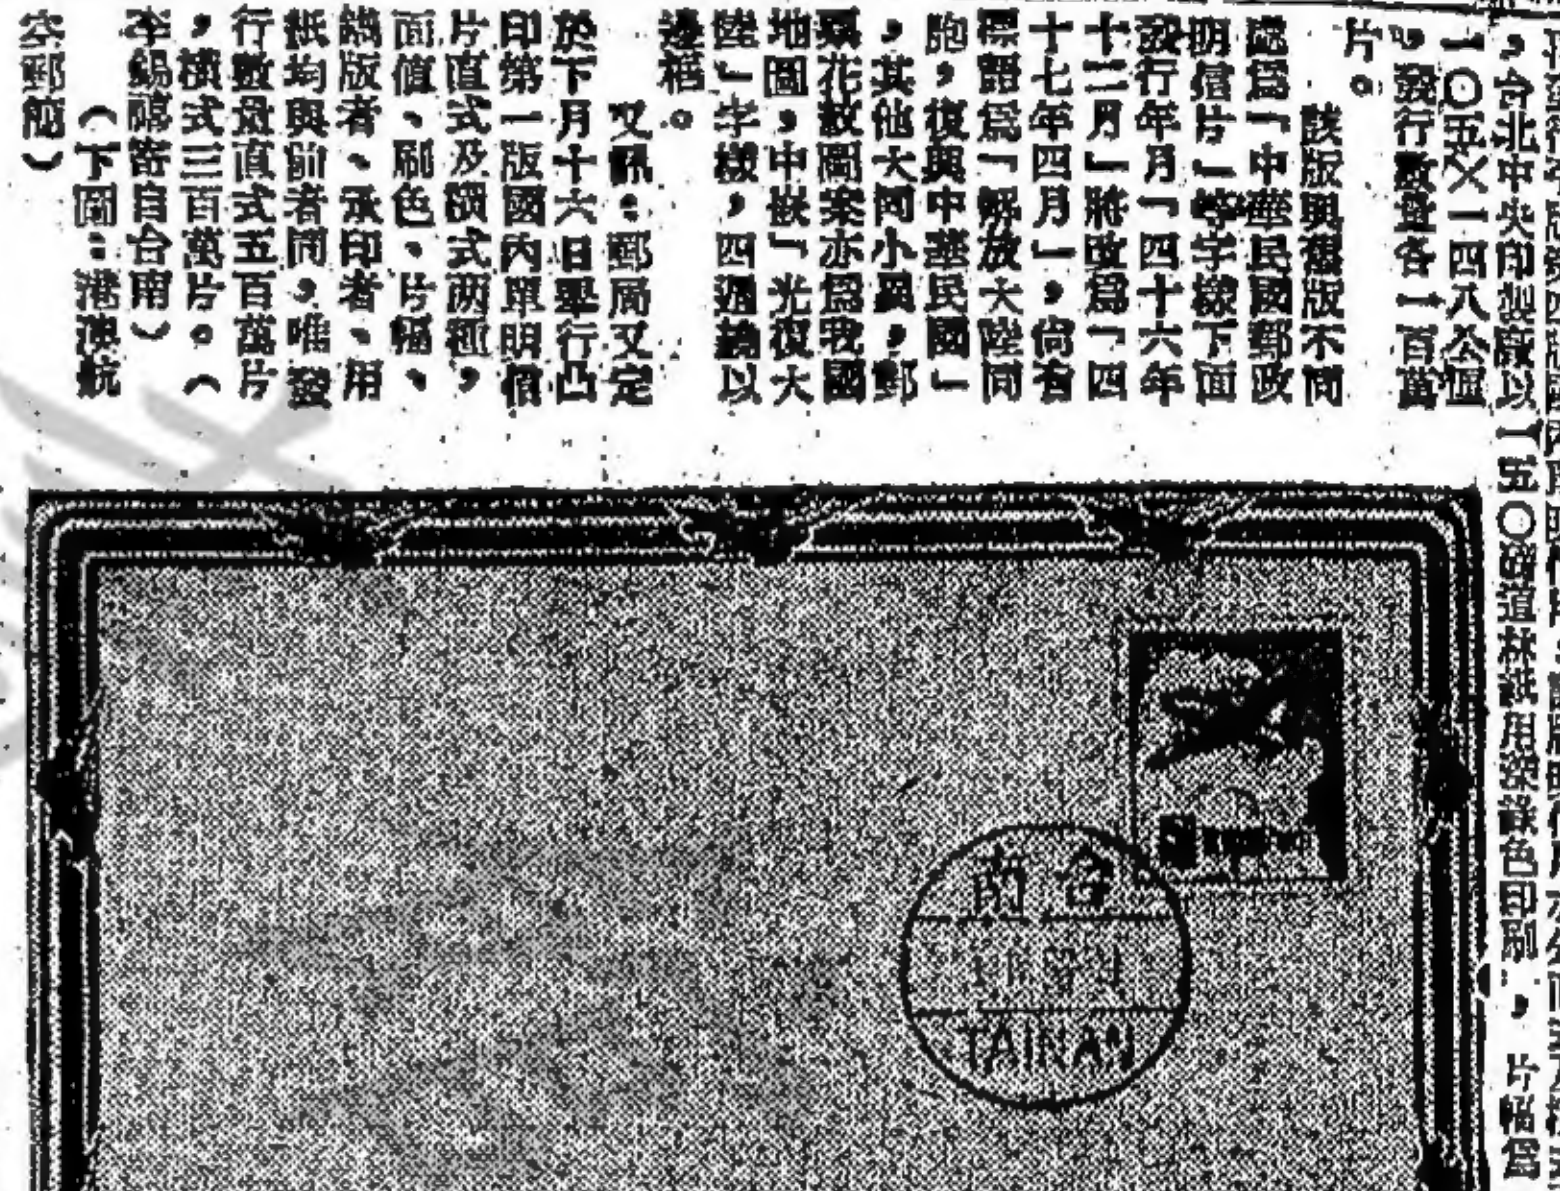 ，台北中央印製廠以一五〇磅道林紙用深綠色印刷，片幅爲
一〇五×一四八公厘
，發行數量各一百萬
片。
該版與舊版不同
處爲「中華民國郵政
明信片」等字樣下面
發行年月「四十六年
十二月」將改爲「四
十七年四月」，尙有
標語爲「解放大陸同
胞，復興中華民國」
，其他大同小異，郵
票花紋圖案亦爲我國
地圖，中嵌「光復大
陸」字樣，四週綸以
邊框。
又訊：郵局又定
於下月十六日舉行凸
印第一版國內單明信
片直式及橫式兩種，
面值、刷色、片幅、
鑄版者、承印者、用
紙均與前者同，唯發
行數量直式五百萬片
，橫式三百萬片。（
李錫禧寄自台南）
（下圖：港澳航
空郵簡）
台南
TAINAN